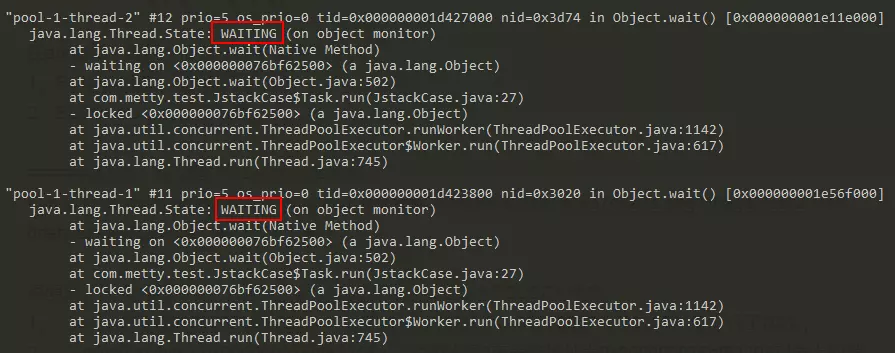 "pool-1-thread-2" #12 prio=5 os_prio=0 tid=0x000000001d427000 nid=0x3d74 in Object.wait() [0x000000001e11e000]
java.lang.Thread.State: WAITING (on object monitor)
at java.lang.Object.wait(Native Method)
- waiting on <0x000000076bf62500> (a java.lang.Object)
at java.lang.Object.wait(Object.java:502)
at com.metty.test.JstackCase$Task.run(JstackCase.java:27)
- locked <0x000000076bf62500> (a java.lang.Object)
at java.util.concurrent.ThreadPoolExecutor.runWorker(ThreadPoolExecutor.java:1142)
at java.util.concurrent.ThreadPoolExecutor$Worker.run(ThreadPoolExecutor.java:617)
at java.lang.Thread.run(Thread.java:745)
"pool-1-thread-1" #11 prio=5 os_prio=0 tid=0x000000001d423800 nid=0x3020 in Object.wait() [0x000000001e56f000]
java.lang.Thread.State: WAITING (on object monitor)
at java.lang.Object.wait(Native Method)
- waiting on <0x000000076bf62500> (a java.lang.Object)
at java.lang.Object.wait(Object.java:502)
at com.metty.test.JstackCase$Task.run(JstackCase.java:27)
- locked <0x000000076bf62500> (a java.lang.Object)
at java.util.concurrent.ThreadPoolExecutor.runWorker(ThreadPoolExecutor.java:1142)
at java.util.concurrent.ThreadPoolExecutor$Worker.run(ThreadPoolExecutor.java:617)
at java.lang.Thread.run(Thread.java:745)